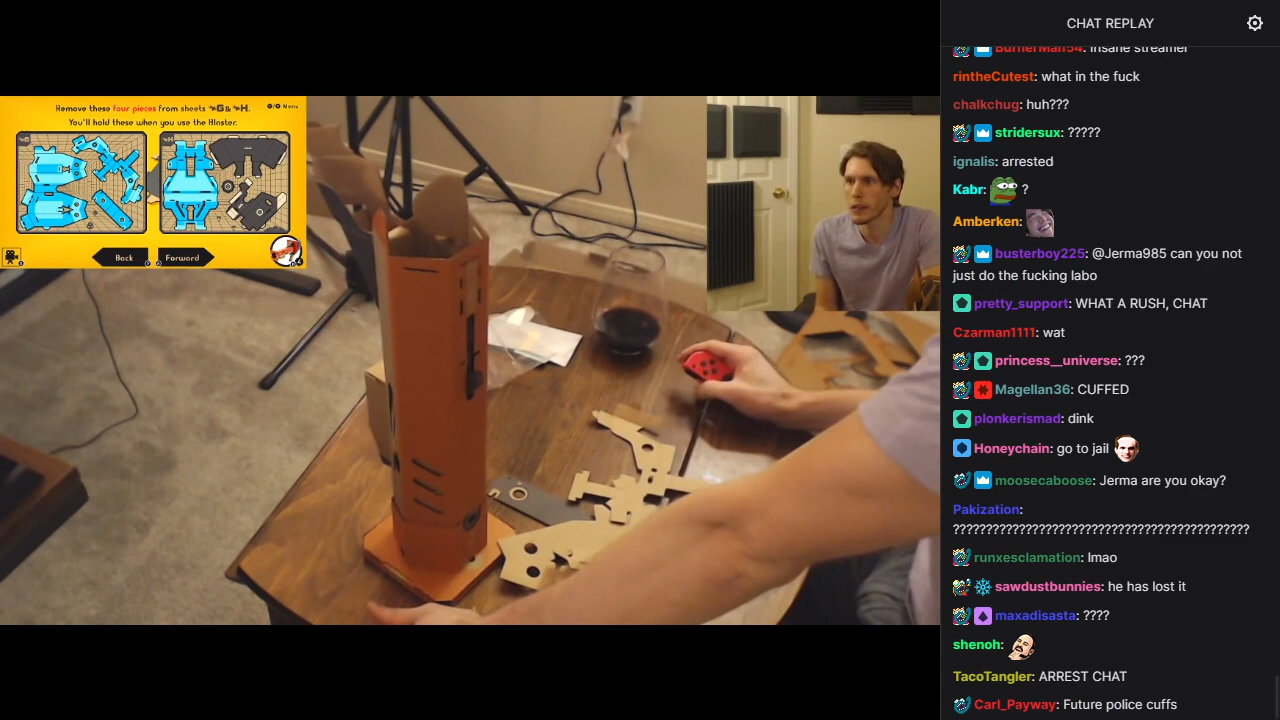 Remove these four pieces from sheets G & H.
Menu
You'll hold these when you use the Blaster.
Back
Forward
CHAT REPLAY
BurnerMan54: insane streamer
rintheCutest: what in the fuck
chalkchug: huh???
stridersux: ?????
ignalis: arrested
Kabr: ?
Amberken:
busterboy225: @Jerma985 can you not
just do the fucking labo
pretty_support: WHAT A RUSH, CHAT
Czarman1111: wat
princess__universe: ???
Magellan36: CUFFED
plonkerismad: dink
Honeychain: go to jail
moosecaboose: Jerma are you okay?
Pakization:
?????????????????????????????????????????????
runxesclamation: lmao
sawdustbunnies: he has lost it
maxadisasta: ????
shenoh:
TacoTangler: ARREST CHAT
Carl_Payway: Future police cuffs